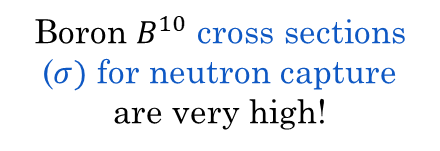 Boron B¹⁰ cross sections
(σ) for neutron capture
are very high!